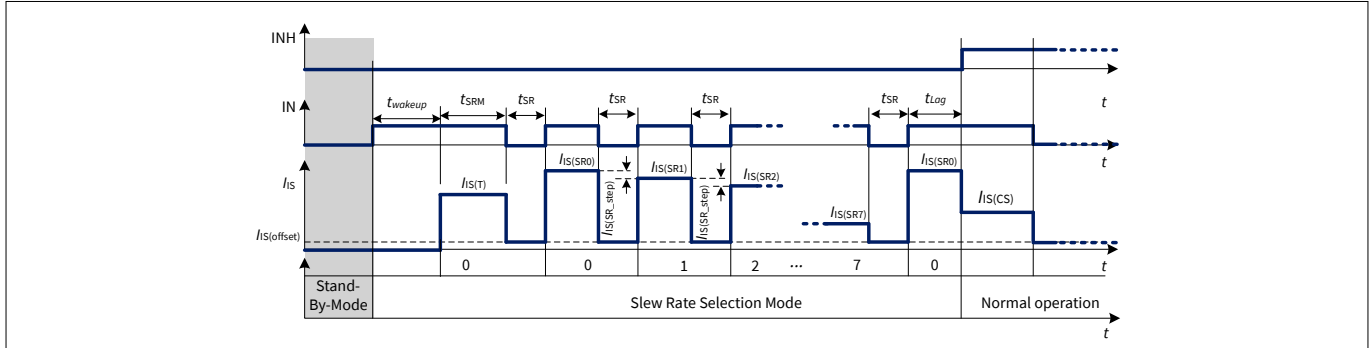 INH
t
IN
twakeup
tSRM
tSR
tSR
tSR
tSR
tLag
t
IIS
IIS(T)
IIS(SR0)
IIS(SR_step)
IIS(SR1)
IIS(SR_step)
IIS(SR2)
IIS(SR7)
IIS(SR0)
IIS(CS)
IIS(offset)
0 0 1 2 ... 7 0
t
Stand-
By-Mode
Slew Rate Selection Mode
Normal operation
t